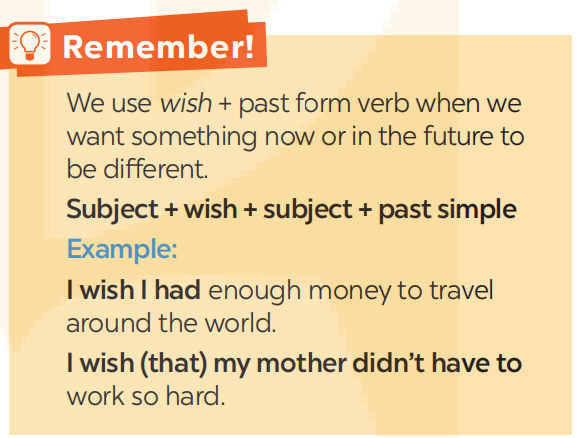 Remember!
We use wish + past form verb when we
want something now or in the future to
be different.
Subject + wish + subject + past simple
Example:
I wish I had enough money to travel
around the world.
I wish (that) my mother didn't have to
work so hard.